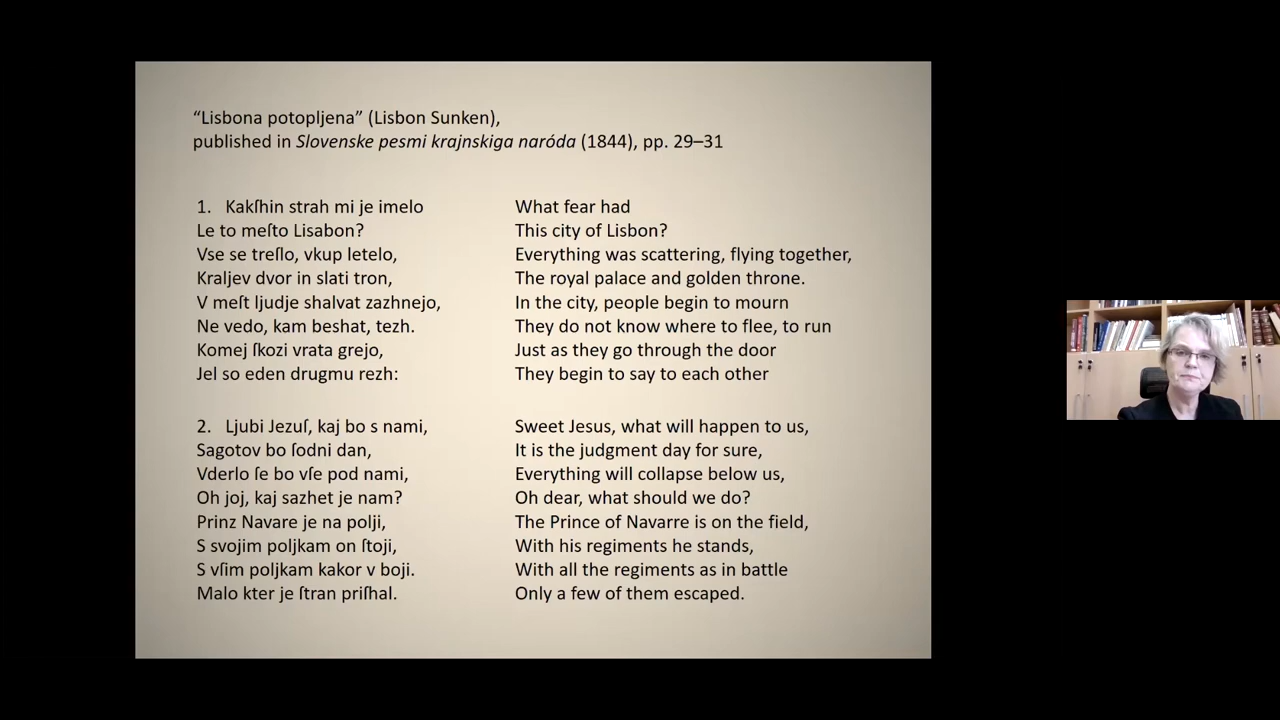 “Lisbona potopljena” (Lisbon Sunken),
published in Slovenske pesmi krajnskiga naróda (1844), pp. 29–31
1. Kakſhin strah mi je imelo
Le to meſto Lisabon?
Vse se treſlo, vkup letelo,
Kraljev dvor in slati tron,
V meſt ljudje shalvat zazhnejo,
Ne vedo, kam beshat, tezh.
Komej ſkozi vrata grejo,
Jel so eden drugmu rezh:
What fear had
This city of Lisbon?
Everything was scattering, flying together,
The royal palace and golden throne.
In the city, people begin to mourn
They do not know where to flee, to run
Just as they go through the door
They begin to say to each other
2. Ljubi Jezuſ, kaj bo s nami,
Sagotov bo ſodni dan,
Vderlo ſe bo vſe pod nami,
Oh joj, kaj sazhet je nam?
Prinz Navare je na polji,
S svojim poljkam on ſtoji,
S vſim poljkam kakor v boji.
Malo kter je ſtran priſhal.
Sweet Jesus, what will happen to us,
It is the judgment day for sure,
Everything will collapse below us,
Oh dear, what should we do?
The Prince of Navarre is on the field,
With his regiments he stands,
With all the regiments as in battle
Only a few of them escaped.